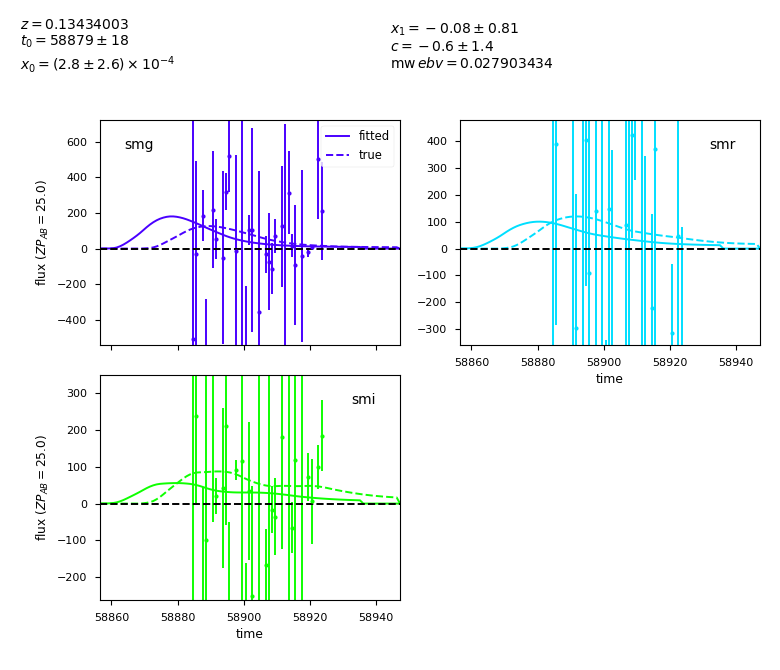 z = 0.13434003
t₀ = 58879 ± 18
x₀ = (2.8 ± 2.6) × 10⁻⁴
x₁ = −0.08 ± 0.81
c = −0.6 ± 1.4
mw ebv = 0.027903434
smg
fitted
true
600
400
200
0
−200
−400
flux (ZP_AB = 25.0)
smr
400
300
200
100
0
−100
−200
−300
58860 58880 58900 58920 58940
time
smi
300
200
100
0
−100
−200
flux (ZP_AB = 25.0)
58860 58880 58900 58920 58940
time